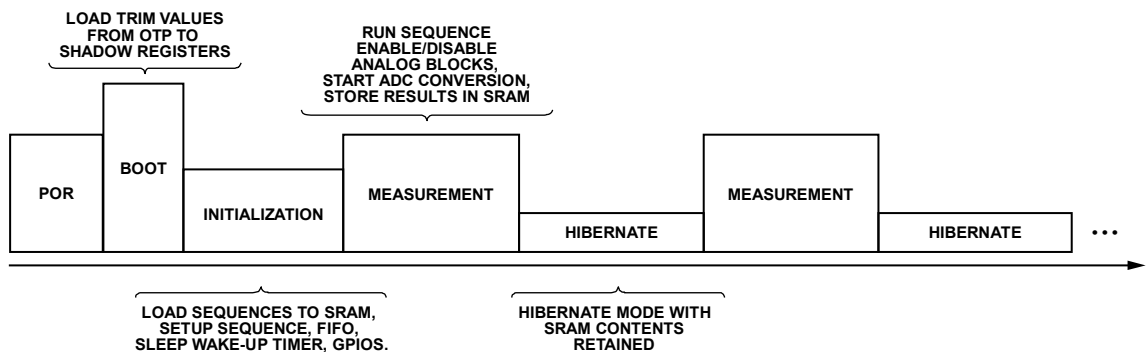 LOAD TRIM VALUES
FROM OTP TO
SHADOW REGISTERS
RUN SEQUENCE
ENABLE/DISABLE
ANALOG BLOCKS,
START ADC CONVERSION,
STORE RESULTS IN SRAM
POR
BOOT
INITIALIZATION
MEASUREMENT
HIBERNATE
MEASUREMENT
HIBERNATE
...
LOAD SEQUENCES TO SRAM,
SETUP SEQUENCE, FIFO,
SLEEP WAKE-UP TIMER, GPIOS.
HIBERNATE MODE WITH
SRAM CONTENTS
RETAINED